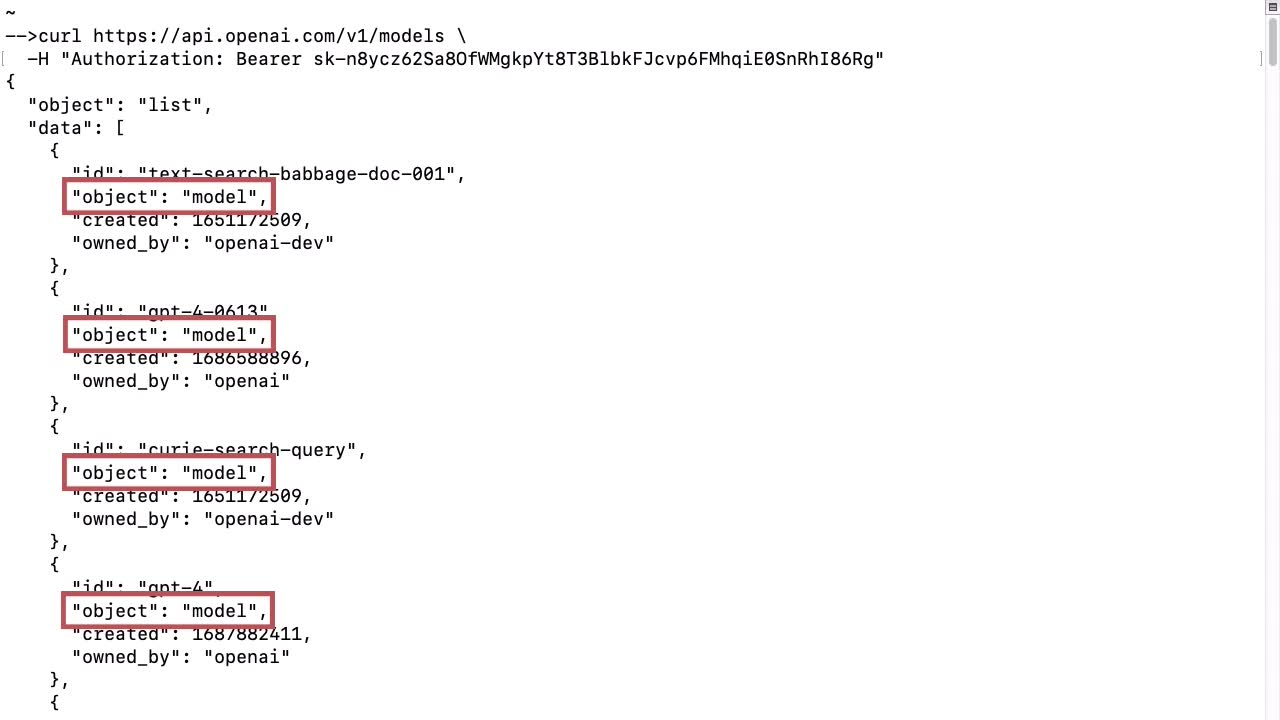 ~
-->curl https://api.openai.com/v1/models \
-H "Authorization: Bearer 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"
{
"object": "list",
"data": [
{
"id": "text-search-babbage-doc-001",
"object": "model",
"created": 1651172509,
"owned_by": "openai-dev"
},
{
"id": "gpt-4-0613",
"object": "model",
"created": 1686588896,
"owned_by": "openai"
},
{
"id": "curie-search-query",
"object": "model",
"created": 1651172509,
"owned_by": "openai-dev"
},
{
"id": "gpt-4",
"object": "model",
"created": 1687882411,
"owned_by": "openai"
},
{